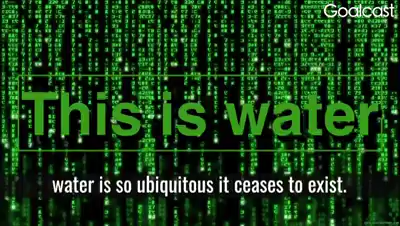 Goalcast
This is water
water is so ubiquitous it ceases to exist.